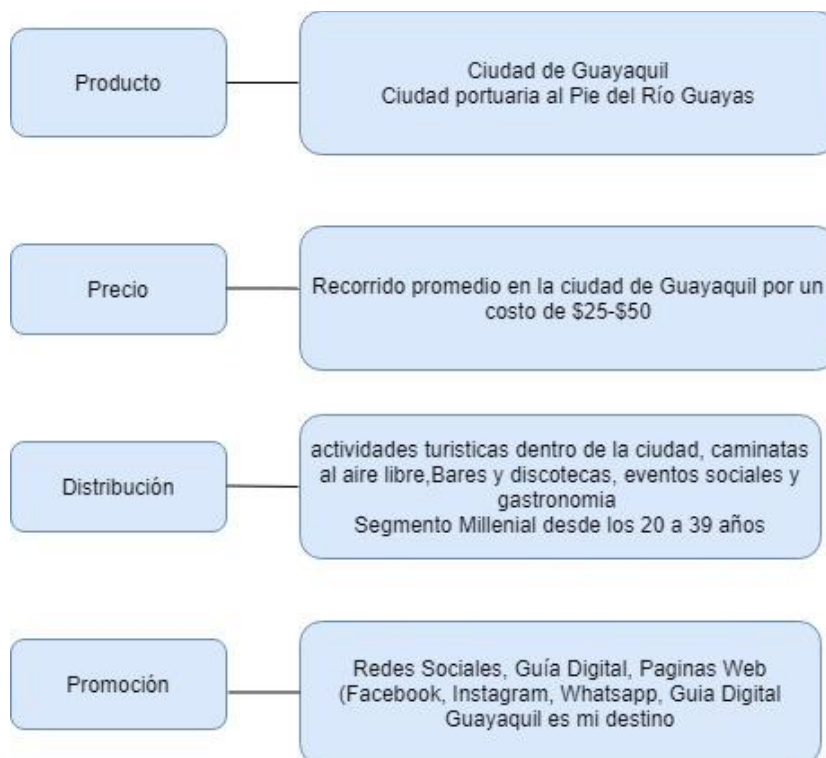 Producto
Ciudad de Guayaquil
Ciudad portuaria al Pie del Río Guayas
Precio
Recorrido promedio en la ciudad de Guayaquil por un
costo de $25-$50
Distribución
actividades turisticas dentro de la ciudad, caminatas
al aire libre,Bares y discotecas, eventos sociales y
gastronomia
Segmento Millenial desde los 20 a 39 años
Promoción
Redes Sociales, Guía Digital, Paginas Web
(Facebook, Instagram, Whatsapp, Guia Digital
Guayaquil es mi destino